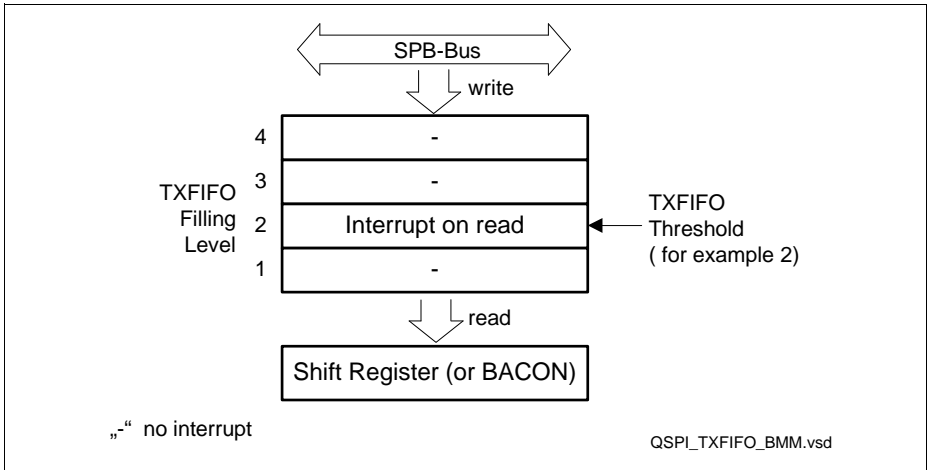 SPB-Bus
write
4 -
3 -
TXFIFO
Filling
Level
2 Interrupt on read
TXFIFO
Threshold
( for example 2)
1 -
read
Shift Register (or BACON)
„-“ no interrupt
QSPI_TXFIFO_BMM.vsd